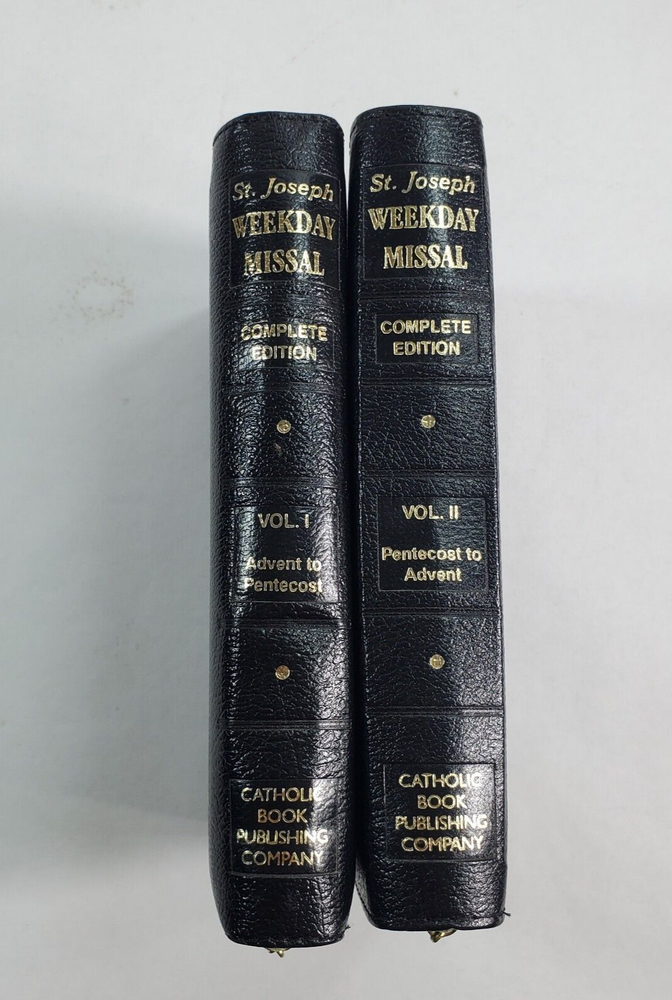 St. Joseph
WEEKDAY
MISSAL
COMPLETE
EDITION
VOL. I
Advent to
Pentecost
CATHOLIC
BOOK
PUBLISHING
COMPANY
St. Joseph
WEEKDAY
MISSAL
COMPLETE
EDITION
VOL. II
Pentecost to
Advent
CATHOLIC
BOOK
PUBLISHING
COMPANY